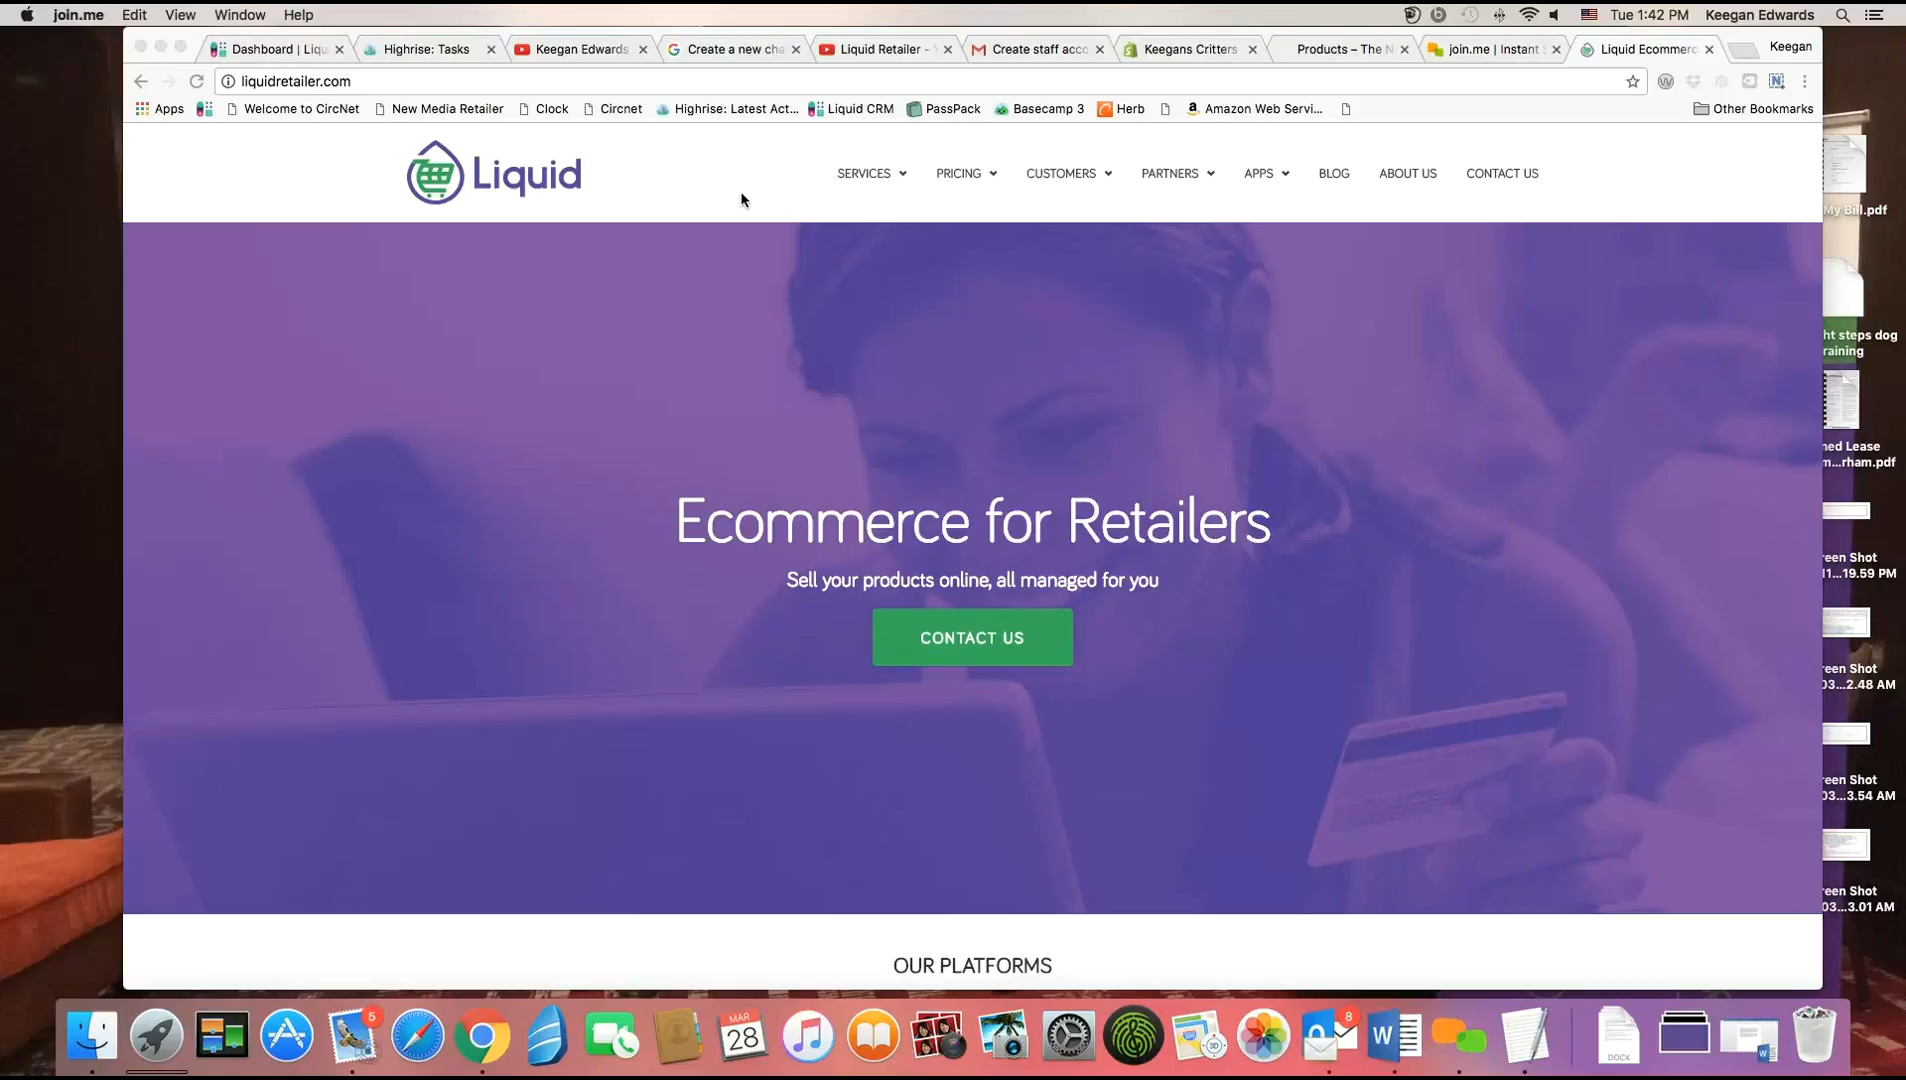 join.me Edit View Window Help Tue 1:42 PM Keegan Edwards
Dashboard | Liqu Highrise: Tasks Keegan Edwards Create a new cha Liquid Retailer - Y Create staff acco Keegans Critters Products – The N join.me | Instant S Liquid Ecommerc Keegan
liquidretailer.com
Apps Welcome to CircNet New Media Retailer Clock Circnet Highrise: Latest Act... Liquid CRM PassPack Basecamp 3 Herb Amazon Web Servi... Other Bookmarks
Liquid
SERVICES PRICING CUSTOMERS PARTNERS APPS BLOG ABOUT US CONTACT US
My Bill.pdf
ht steps dog
raining
ned Lease
m...rham.pdf
Ecommerce for Retailers
Sell your products online, all managed for you
CONTACT US
reen Shot
11...19.59 PM
reen Shot
03...2.48 AM
reen Shot
03...3.54 AM
reen Shot
03...3.01 AM
OUR PLATFORMS
5
MAR
28
3D
8
W
DOCX